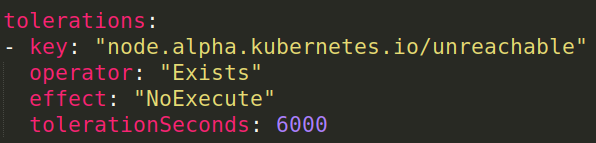 tolerations:
- key: "node.alpha.kubernetes.io/unreachable"
  operator: "Exists"
  effect: "NoExecute"
  tolerationSeconds: 6000